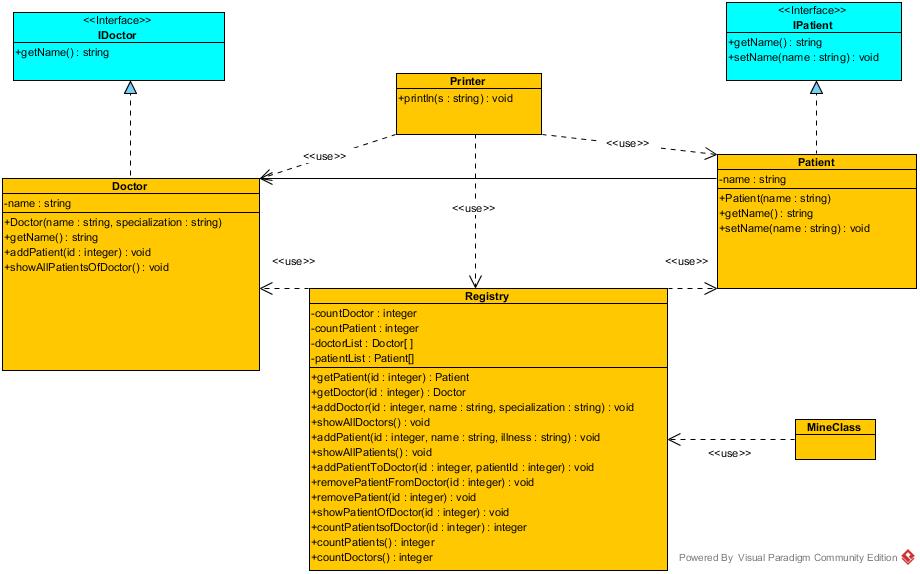 <<Interface>>
IDoctor
+getName() : string
<<Interface>>
IPatient
+getName() : string
+setName(name : string) : void
Printer
+println(s : string) : void
<<use>>
<<use>>
<<use>>
Doctor
-name : string
+Doctor(name : string, specialization : string)
+getName() : string
+addPatient(id : integer) : void
+showAllPatientsOfDoctor() : void
Patient
-name : string
+Patient(name : string)
+getName() : string
+setName(name : string) : void
<<use>>
<<use>>
Registry
-countDoctor : integer
-countPatient : integer
-doctorList : Doctor[ ]
-patientList : Patient[]
+getPatient(id : integer) : Patient
+getDoctor(id : integer) : Doctor
+addDoctor(id : integer, name : string, specialization : string) : void
+showAllDoctors() : void
+addPatient(id : integer, name : string, illness : string) : void
+showAllPatients() : void
+addPatientToDoctor(id : integer, patientId : integer) : void
+removePatientFromDoctor(id : integer) : void
+removePatient(id : integer) : void
+showPatientOfDoctor(id : integer) : void
+countPatientsofDoctor(id : integer) : integer
+countPatients() : integer
+countDoctors() : integer
MineClass
<<use>>
Powered By Visual Paradigm Community Edition